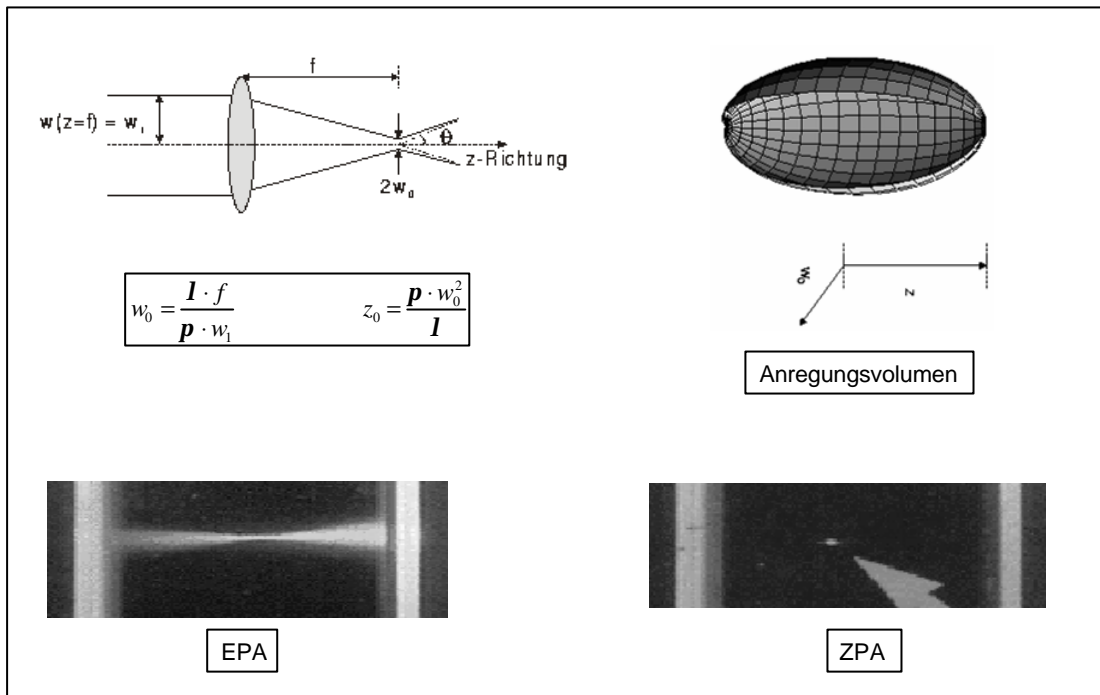 f
w(z=f) = w₁
θ
z-Richtung
2w₀
w₀ = l · f / p · w₁
z₀ = p · w₀² / l
w₀
z
Anregungsvolumen
EPA
ZPA